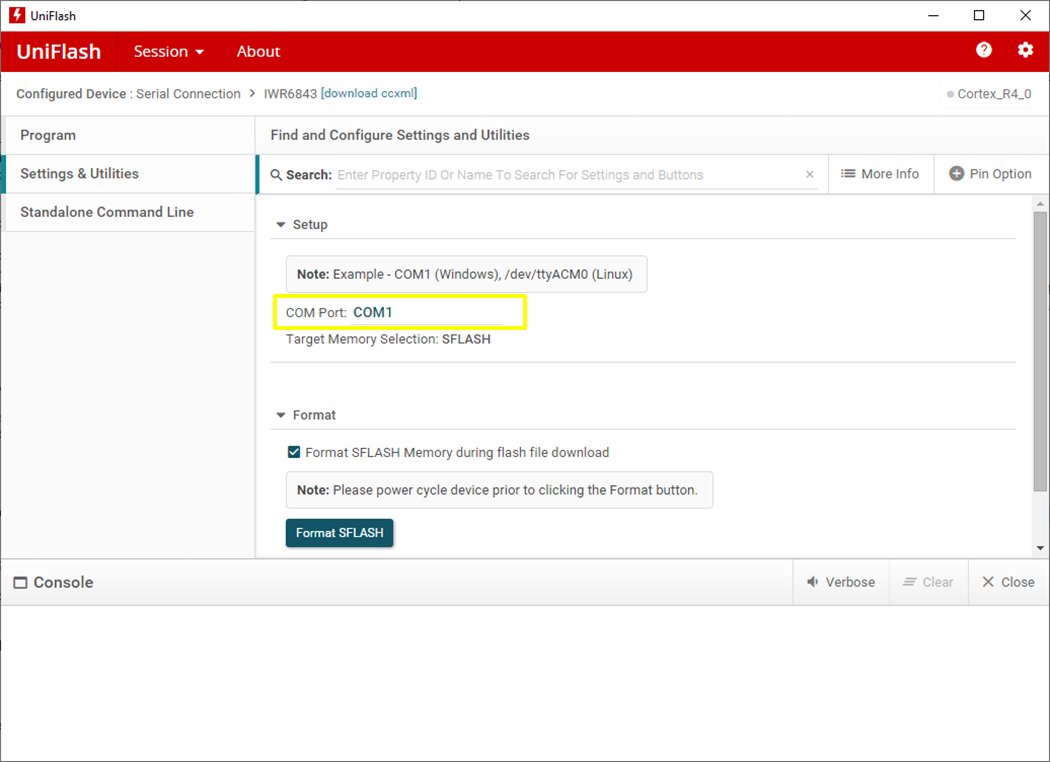 UniFlash
UniFlash Session About
Configured Device : Serial Connection > IWR6843 [download ccxml] Cortex_R4_0
Program
Settings & Utilities
Standalone Command Line
Find and Configure Settings and Utilities
Search: Enter Property ID Or Name To Search For Settings and Buttons × More Info Pin Option
Setup
Note: Example - COM1 (Windows), /dev/ttyACM0 (Linux)
COM Port: COM1
Target Memory Selection: SFLASH
Format
Format SFLASH Memory during flash file download
Note: Please power cycle device prior to clicking the Format button.
Format SFLASH
Console Verbose Clear Close